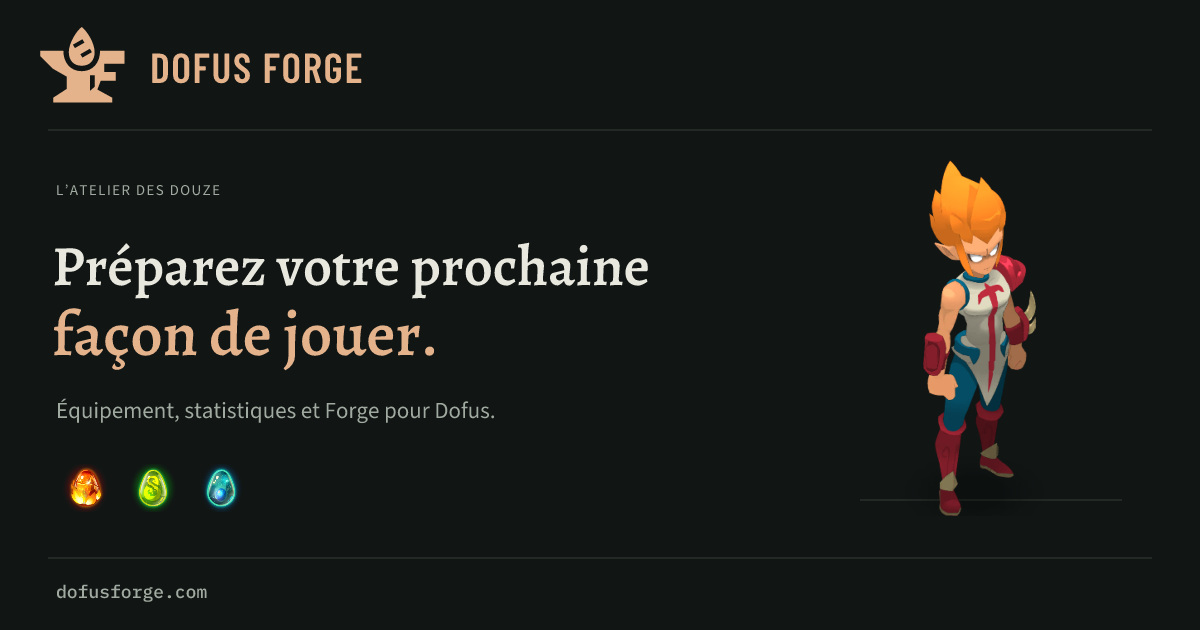 DOFUS FORGE
L'ATELIER DES DOUZE
Préparez votre prochaine
façon de jouer.
Équipement, statistiques et Forge pour Dofus.
dofusforge.com